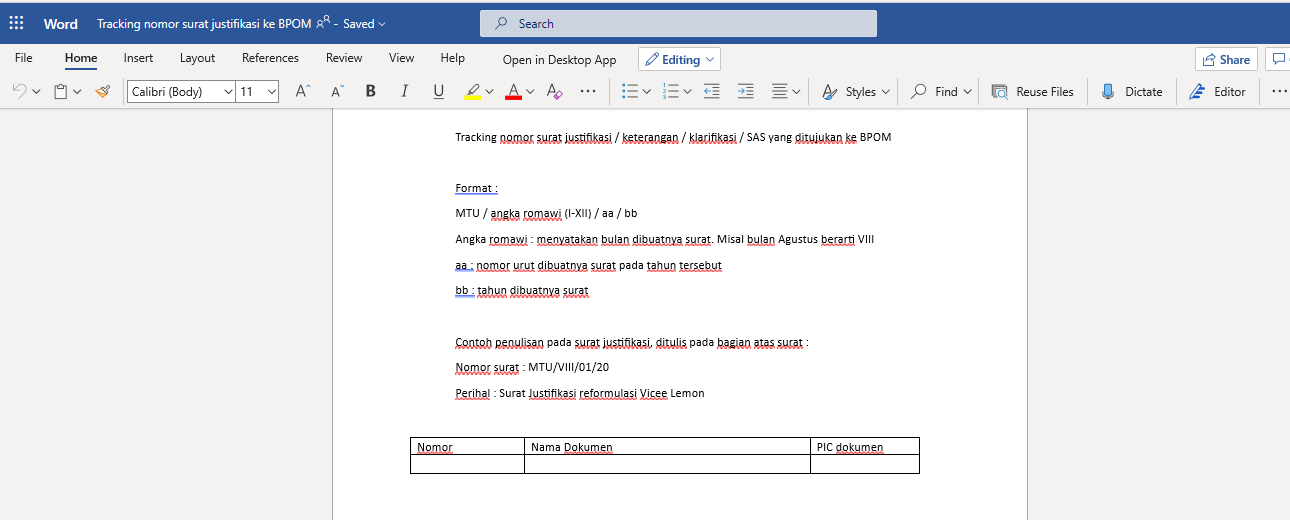 Word Tracking nomor surat justifikasi ke BPOM - Saved Search
File Home Insert Layout References Review View Help Open in Desktop App Editing Share
Calibri (Body) 11 A A B I U A A Styles Find Reuse Files Dictate Editor
Tracking nomor surat justifikasi / keterangan / klarifikasi / SAS yang ditujukan ke BPOM
Format :
MTU / angka romawi (I-XII) / aa / bb
Angka romawi : menyatakan bulan dibuatnya surat. Misal bulan Agustus berarti VIII
aa : nomor urut dibuatnya surat pada tahun tersebut
bb : tahun dibuatnya surat
Contoh penulisan pada surat justifikasi, ditulis pada bagian atas surat :
Nomor surat : MTU/VIII/01/20
Perihal : Surat Justifikasi reformulasi Vicee Lemon
Nomor Nama Dokumen PIC dokumen